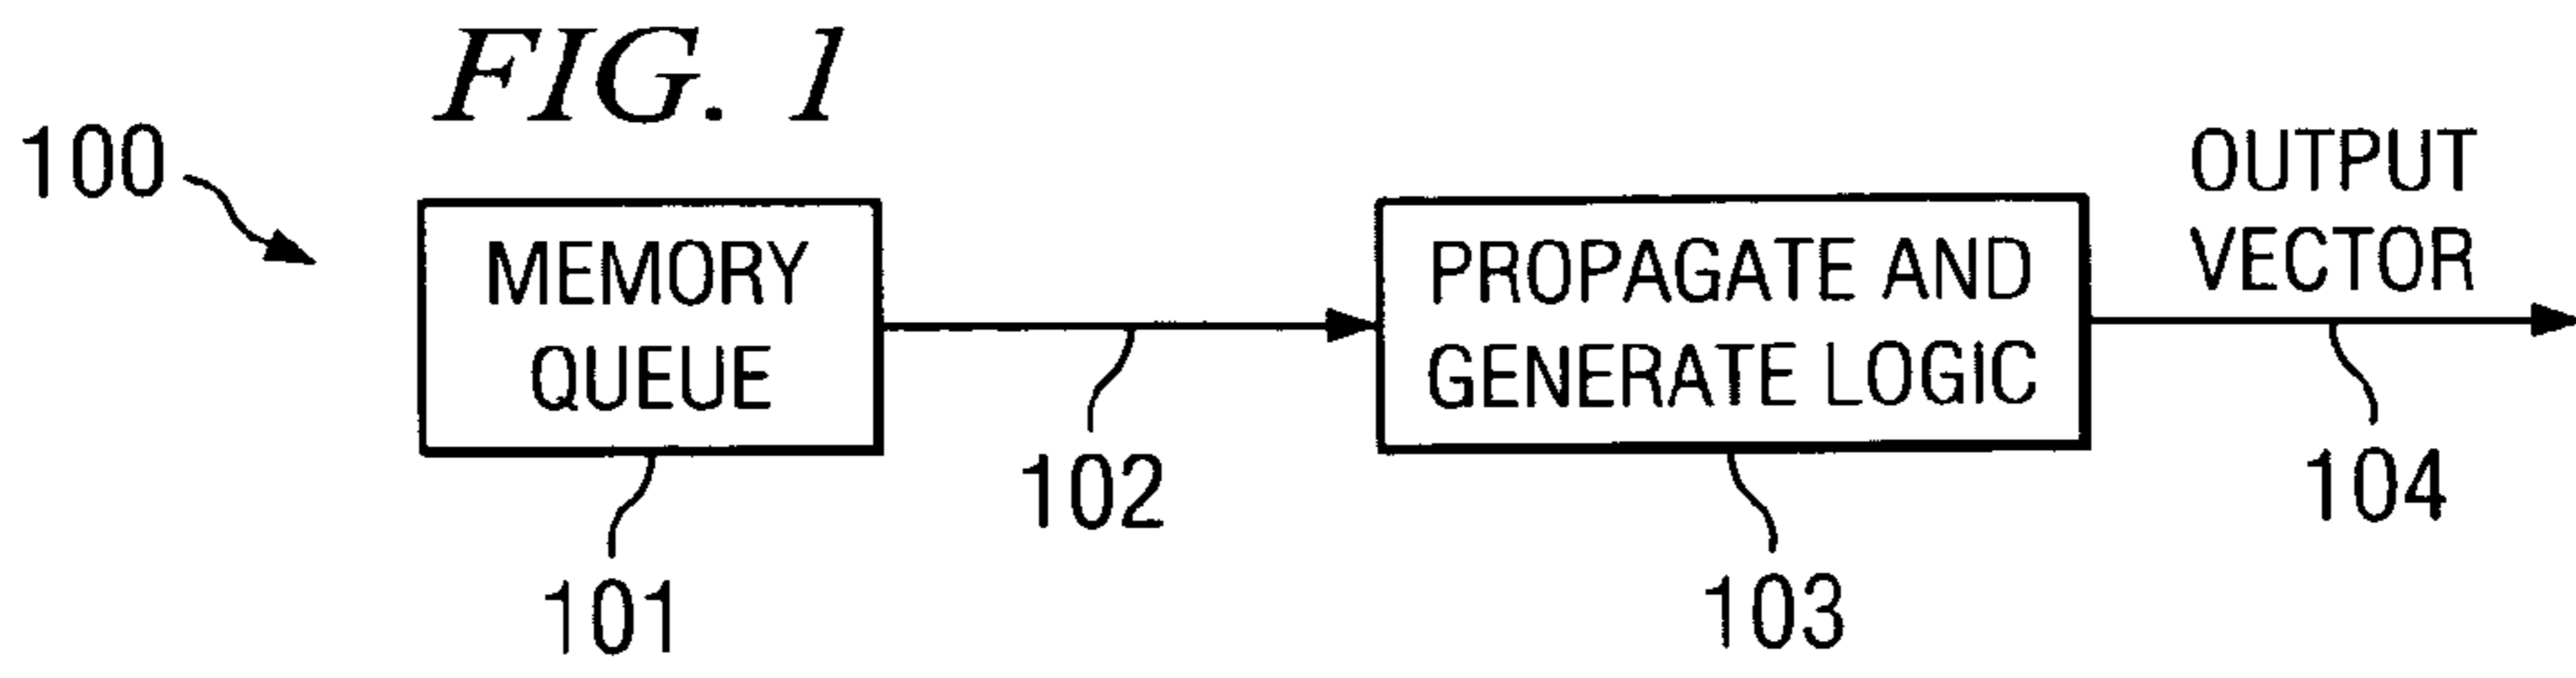 FIG. 1
100
MEMORY
QUEUE
101
102
PROPAGATE AND
GENERATE LOGIC
103
OUTPUT
VECTOR
104